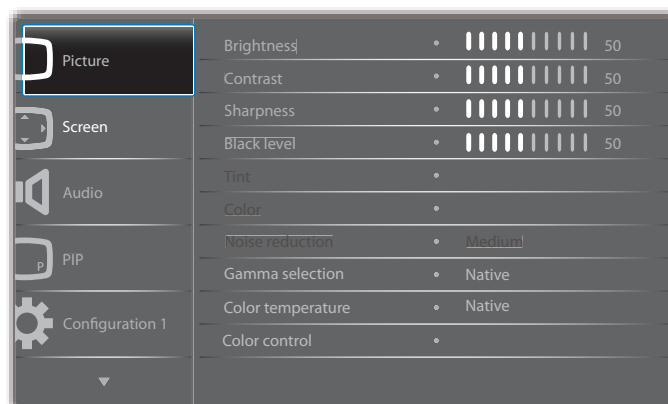 Picture
Screen
Audio
P
PIP
Configuration 1
Brightness 50
Contrast 50
Sharpness 50
Black level 50
Tint
Color
Noise reduction Medium
Gamma selection Native
Color temperature Native
Color control